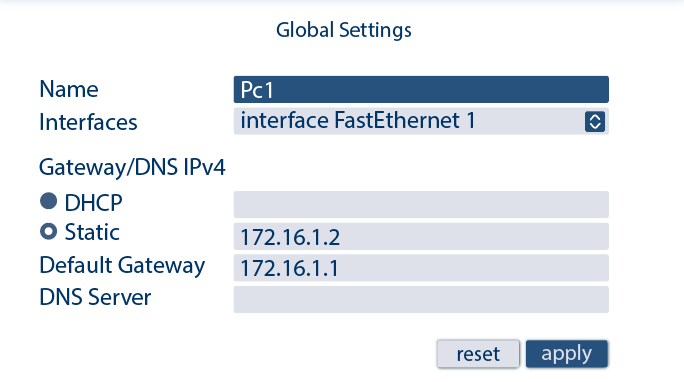 Global Settings
Name Pc1
Interfaces interface FastEthernet 1
Gateway/DNS IPv4
DHCP
Static 172.16.1.2
Default Gateway 172.16.1.1
DNS Server
reset apply